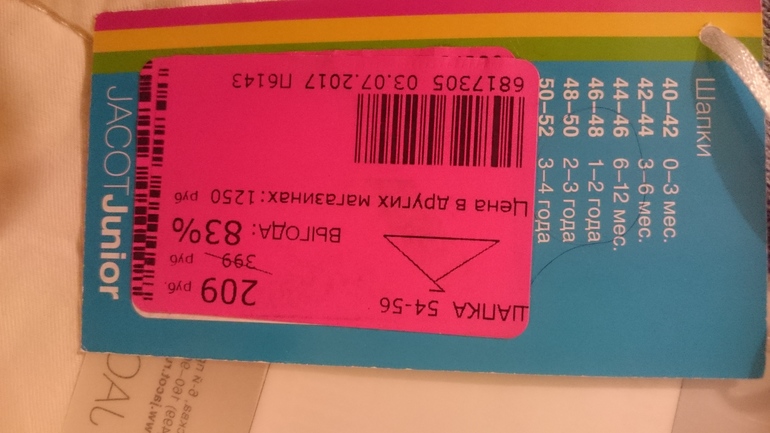 Шапки
40–42 0–3 мес.
42–44 3–6 мес.
44–46 6–12 мес.
46–48 1–2 года
48–50 2–3 года
50–52 3–4 года
JACOTJunior
ШАПКА 54-56
209 руб.
399 руб
ВЫГОДА: 83%
Цена в других магазинах: 1250 руб
6817305 03.07.2017 П6143